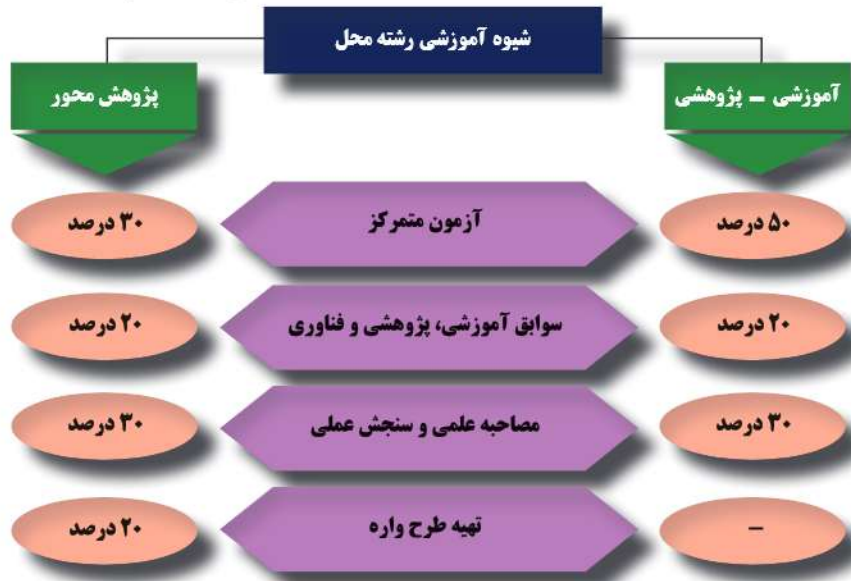 شیوه آموزشی رشته محل
آموزشی – پژوهشی
پژوهش محور
۵۰ درصد
آزمون متمرکز
۳۰ درصد
۲۰ درصد
سوابق آموزشی، پژوهشی و فناوری
۲۰ درصد
۳۰ درصد
مصاحبه علمی و سنجش عملی
۳۰ درصد
–
تهیه طرح واره
۲۰ درصد